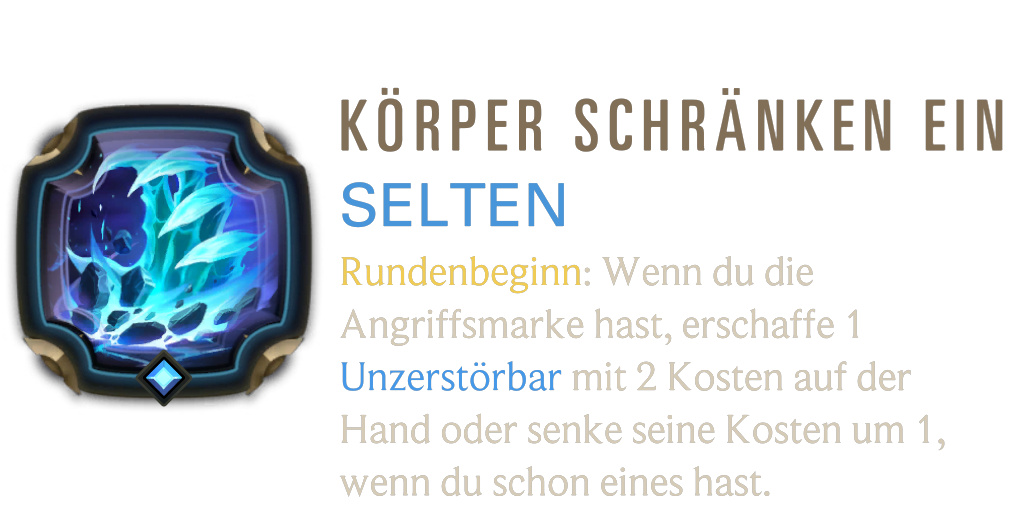 KÖRPER SCHRÄNKEN EIN
SELTEN
Rundenbeginn: Wenn du die
Angriffsmarke hast, erschaffe 1
Unzerstörbar mit 2 Kosten auf der
Hand oder senke seine Kosten um 1,
wenn du schon eines hast.